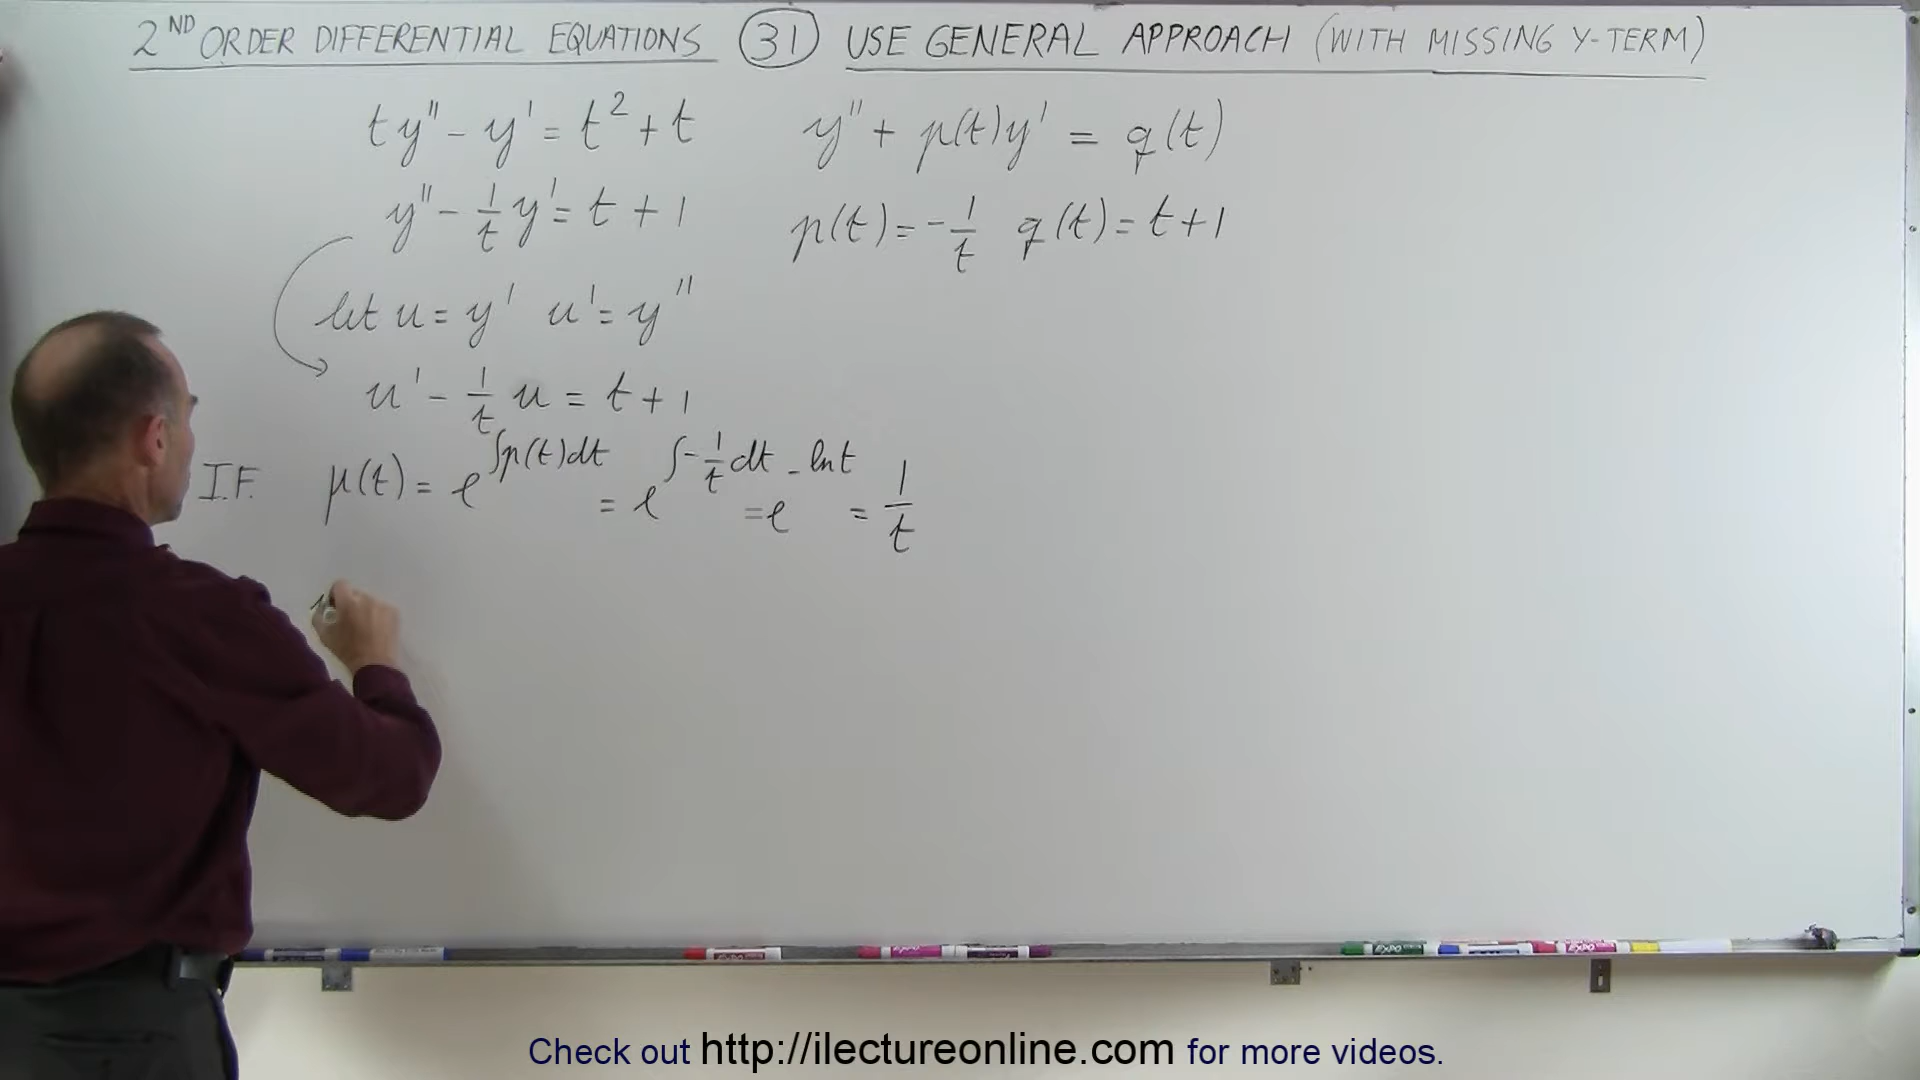 2ND ORDER DIFFERENTIAL EQUATIONS (31) USE GENERAL APPROACH (WITH MISSING Y-TERM)
ty" - y' = t² + t
y" + p(t)y' = q(t)
y" - 1/t y' = t + 1
p(t) = -1/t q(t) = t+1
let u = y' u' = y"
u' - 1/t u = t + 1
I.F. μ(t) = e^∫p(t)dt = e^∫-1/t dt = e^-ln t = 1/t
Check out http://ilectureonline.com for more videos.